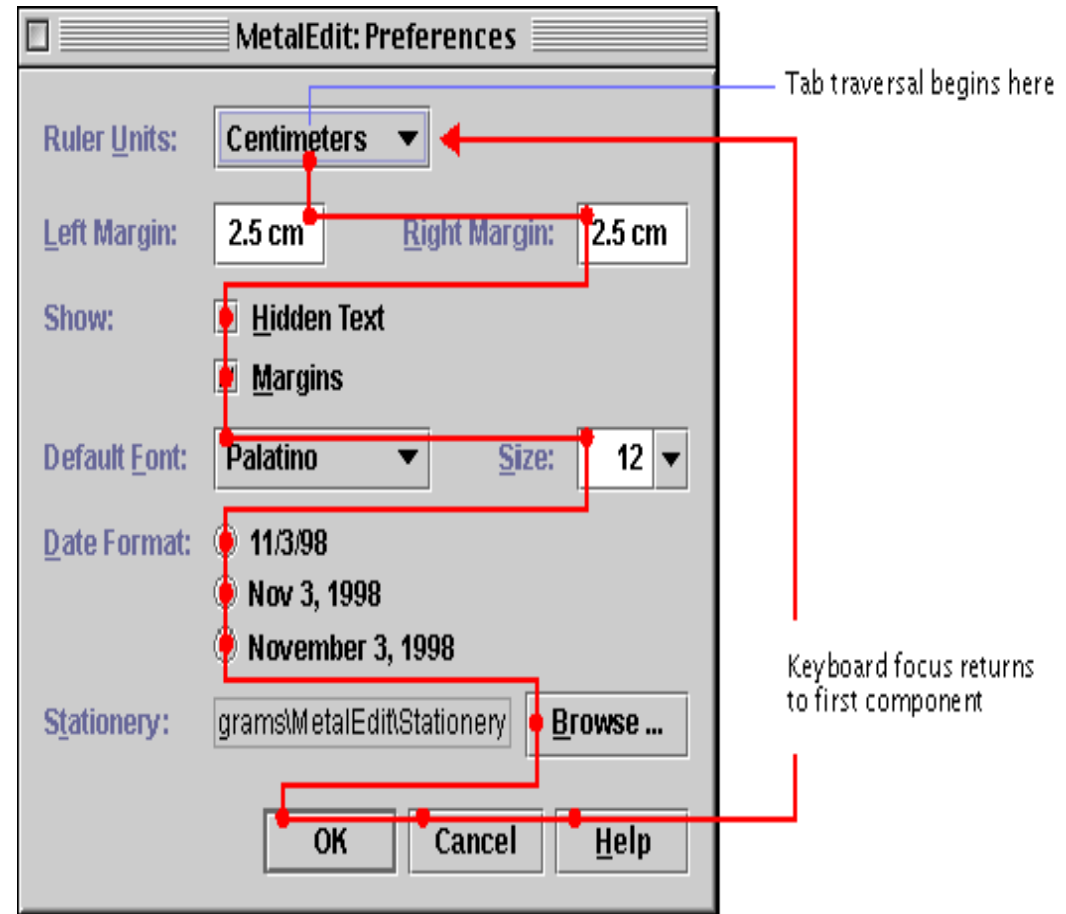 MetalEdit: Preferences
Tab traversal begins here
Ruler Units: Centimeters
Left Margin: 2.5 cm Right Margin: 2.5 cm
Show: Hidden Text
Margins
Default Font: Palatino Size: 12
Date Format: 11/3/98
Nov 3, 1998
November 3, 1998
Keyboard focus returns
to first component
Stationery: grams\MetalEdit\Stationery Browse ...
OK Cancel Help